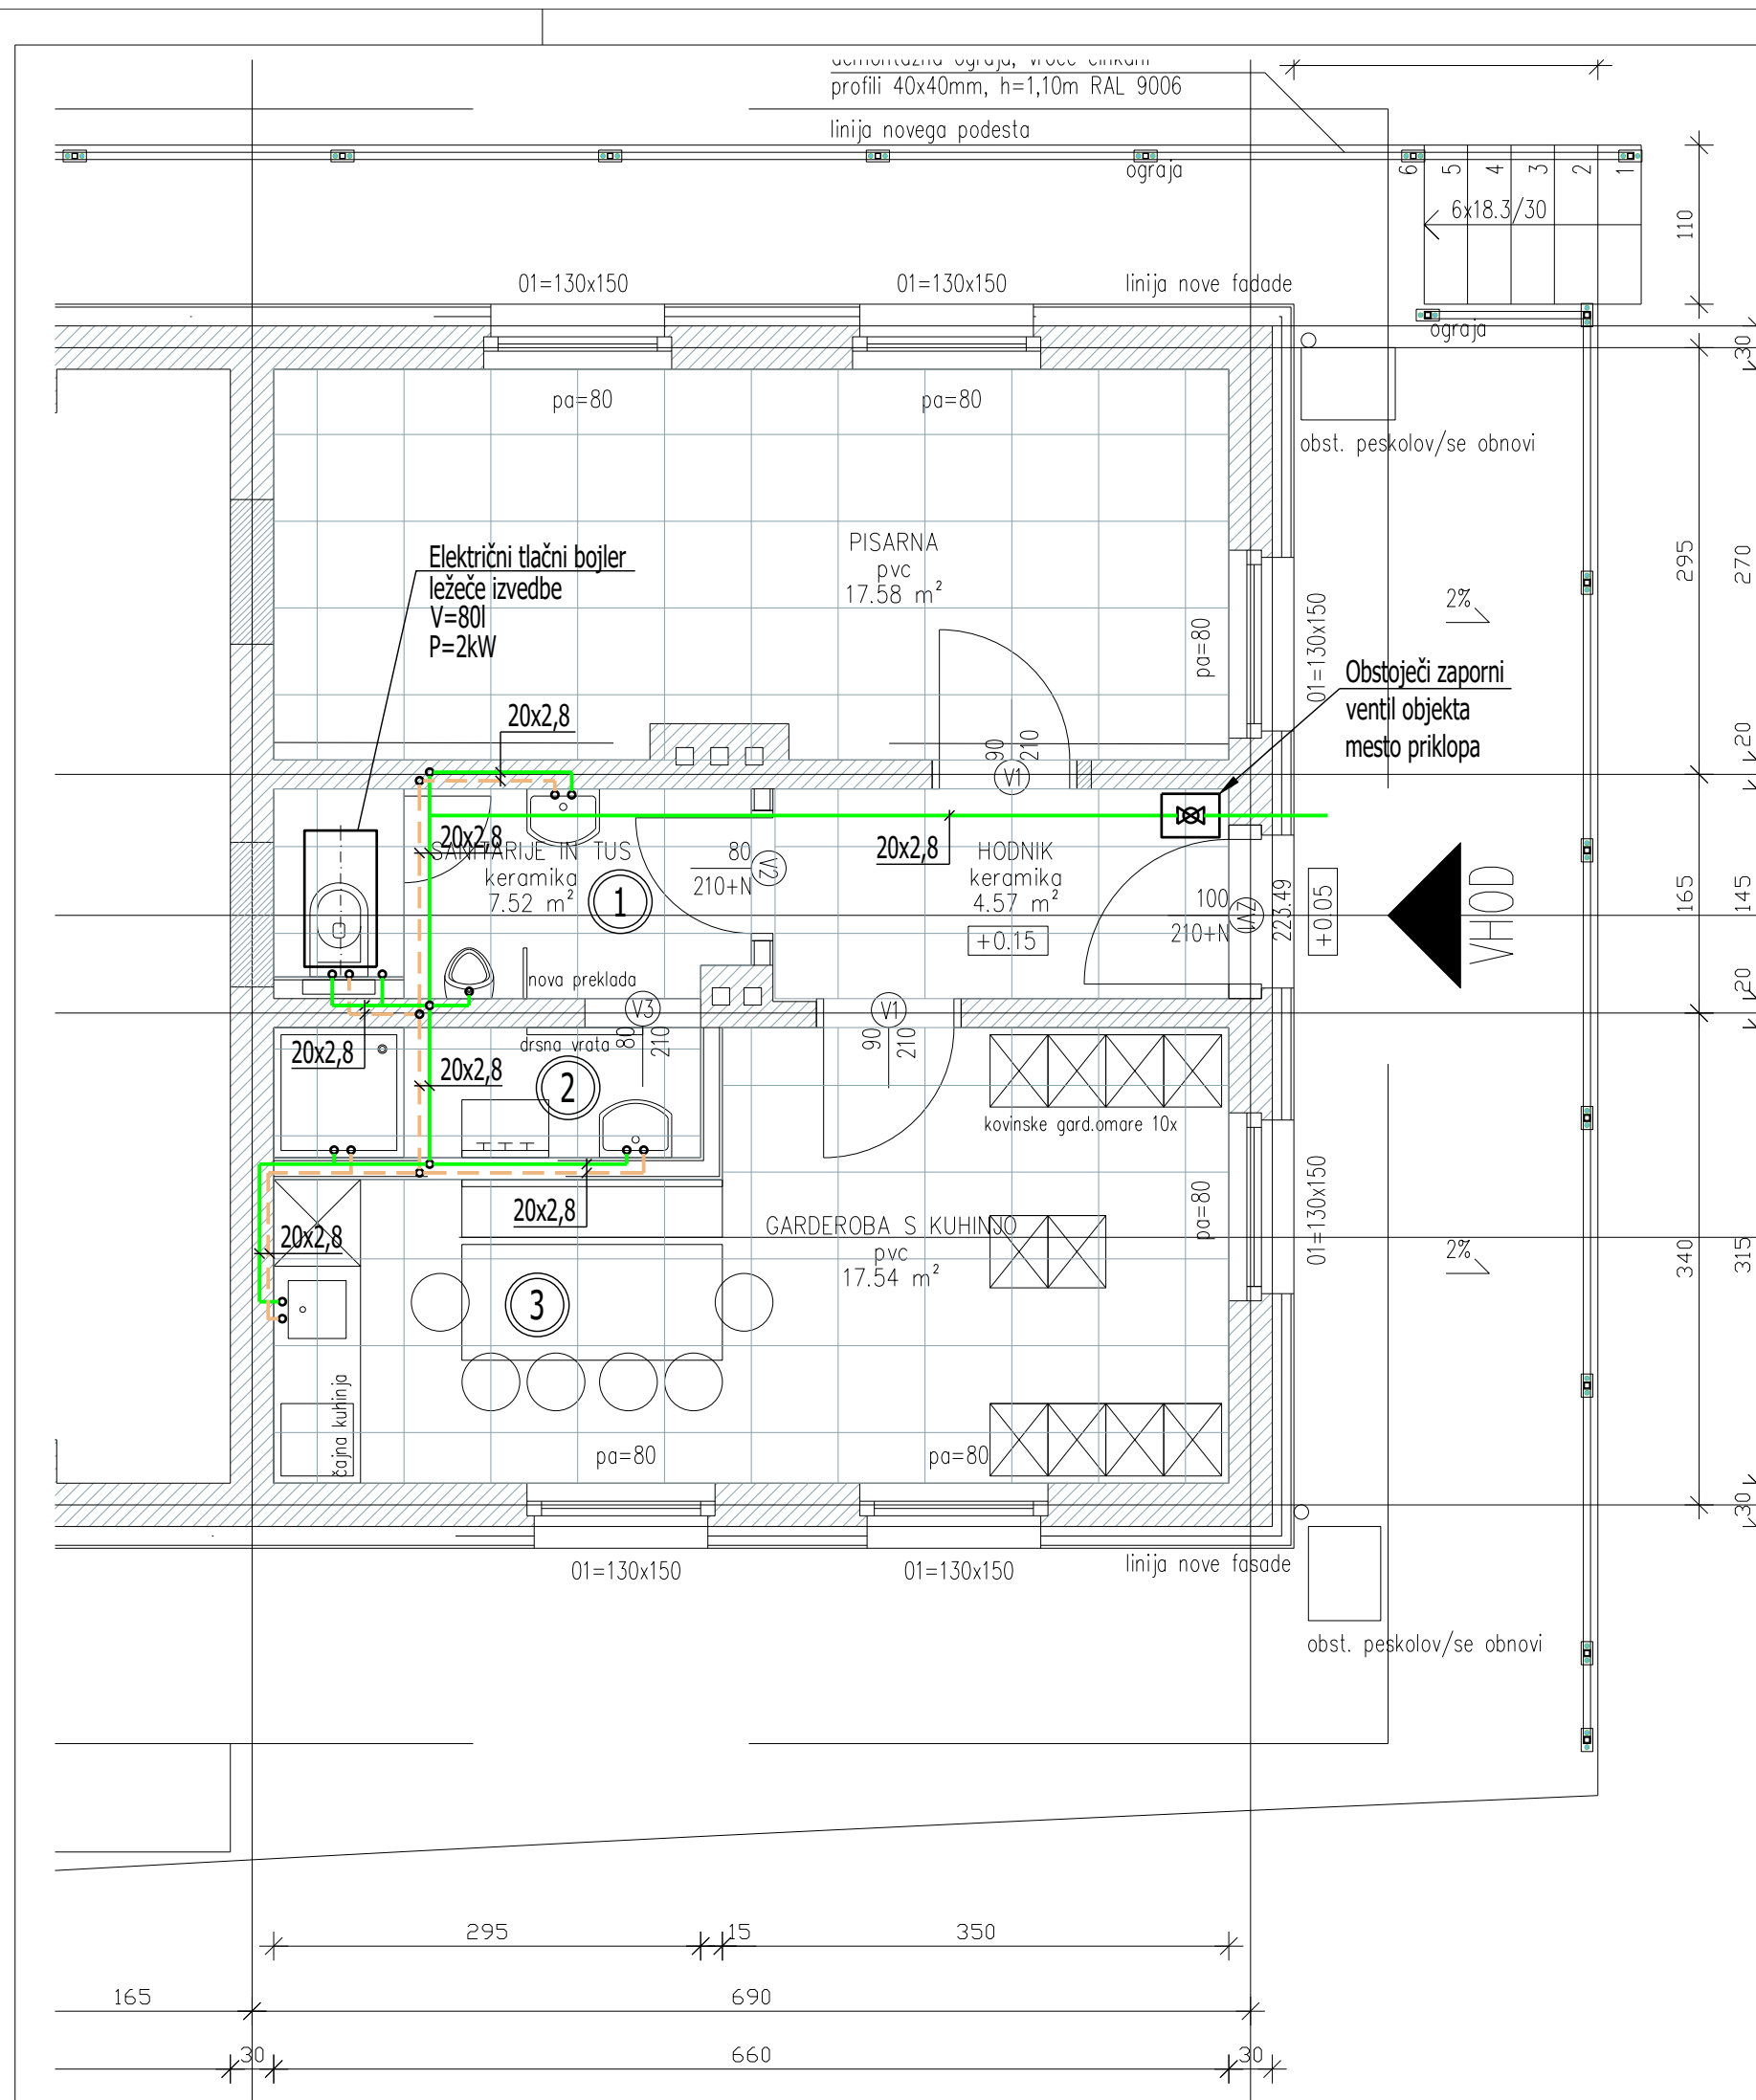 profili 40x40mm, h=1,10m RAL 9006
linija novega podesta
ograja
6 5 4 3 2 1
6x18.3/30
110
01=130x150
01=130x150
linija nove fadade
ograja
30
pa=80
pa=80
obst. peskolov/se obnovi
PISARNA
pvc
17.58 m²
Električni tlačni bojler
ležeče izvedbe
V=80l
P=2kW
295
270
2%
pa=80
01=130x150
Obstoječi zaporni
ventil objekta
mesto priklopa
20x2,8
90
210
V1
20
20x2,8
SANITARIJE IN TUS
keramika
7.52 m²
1
80
210+N
V2
20x2,8
HODNIK
keramika
4.57 m²
+0.15
100
210+N
VZ
223.49
+0.05
VHOD
165
145
nova preklada
20
V3
80
210
V1
90
210
drsna vrata
20x2,8
20x2,8
2
kovinske gard.omare 10x
20x2,8
20x2,8
GARDEROBA S KUHINJO
pvc
17.54 m²
pa=80
01=130x150
2%
340
315
3
čajna kuhinja
pa=80
pa=80
30
01=130x150
01=130x150
linija nove fasade
obst. peskolov/se obnovi
295
15
350
165
690
30
660
30